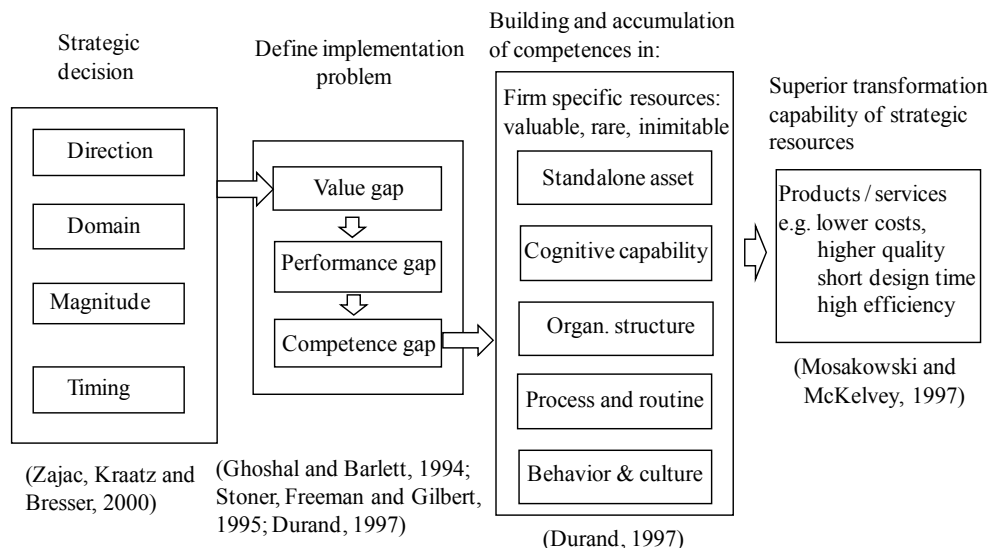 Strategic
decision
Direction
Domain
Magnitude
Timing
(Zajac, Kraatz and
Bresser, 2000)
Define implementation
problem
Value gap
Performance gap
Competence gap
(Ghoshal and Barlett, 1994;
Stoner, Freeman and Gilbert,
1995; Durand, 1997)
Building and accumulation
of competences in:
Firm specific resources:
valuable, rare, inimitable
Standalone asset
Cognitive capability
Organ. structure
Process and routine
Behavior & culture
(Durand, 1997)
Superior transformation
capability of strategic
resources
Products / services
e.g. lower costs,
higher quality
short design time
high efficiency
(Mosakowski and
McKelvey, 1997)